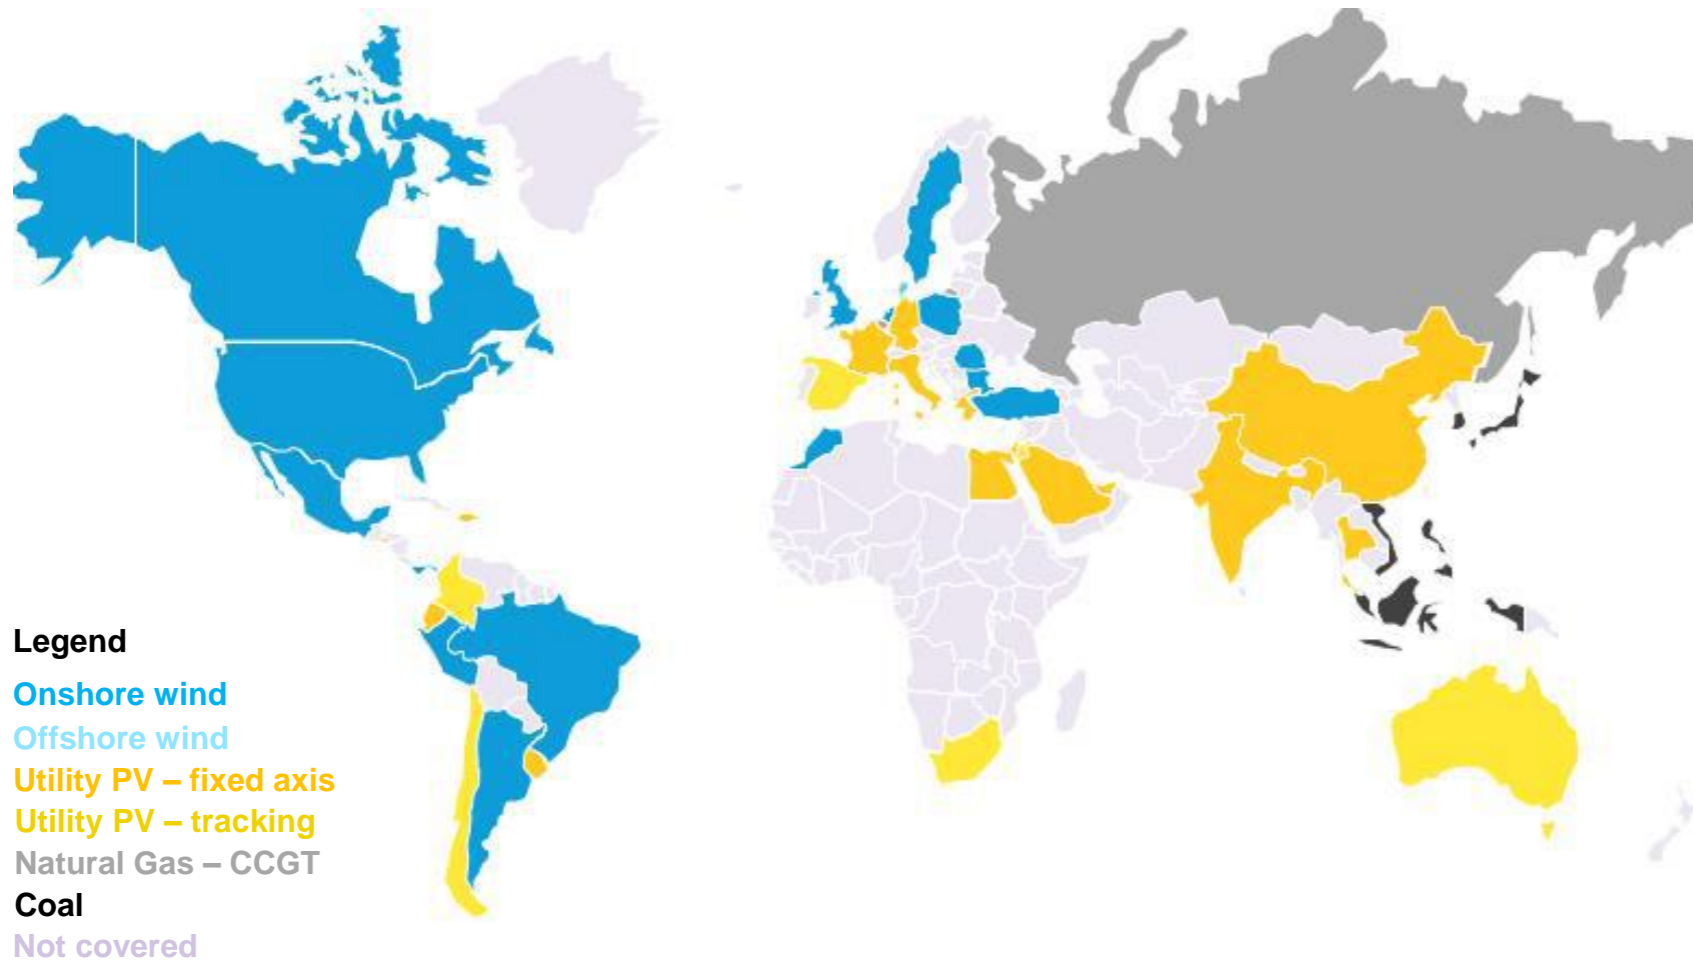 Legend
Onshore wind
Offshore wind
Utility PV – fixed axis
Utility PV – tracking
Natural Gas – CCGT
Coal
Not covered